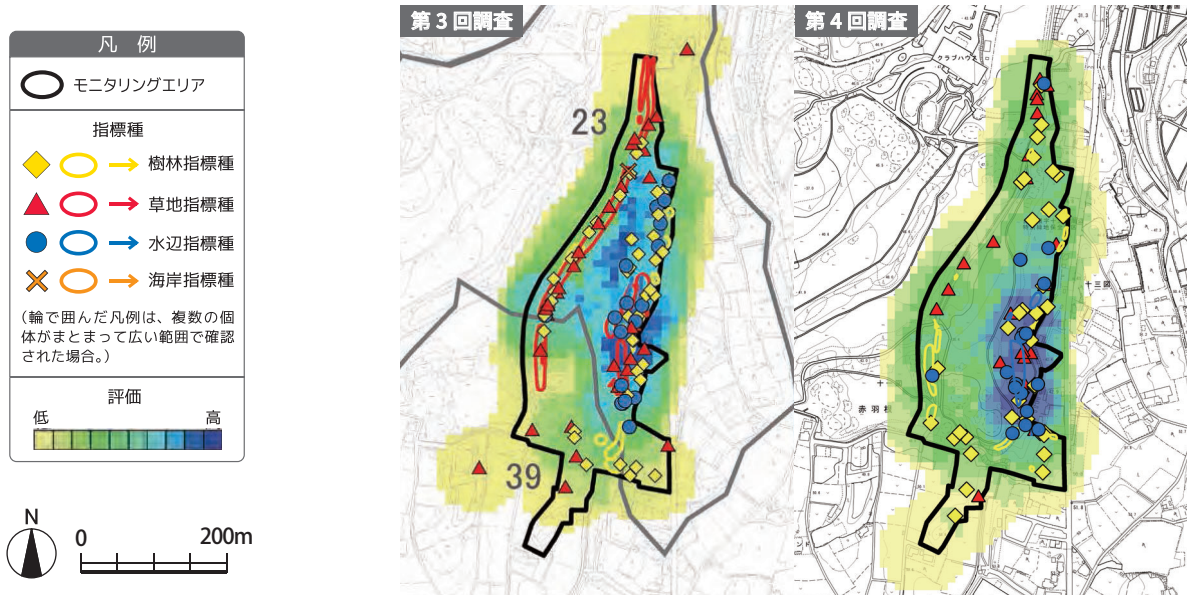 凡 例
モニタリングエリア
指標種
樹林指標種
草地指標種
水辺指標種
海岸指標種
（輪で囲んだ凡例は、複数の個
体がまとまって広い範囲で確認
された場合。）
評価
低 高
N
0 200m
第３回調査
23
39
第４回調査
クラブハウス
十三図
赤羽根